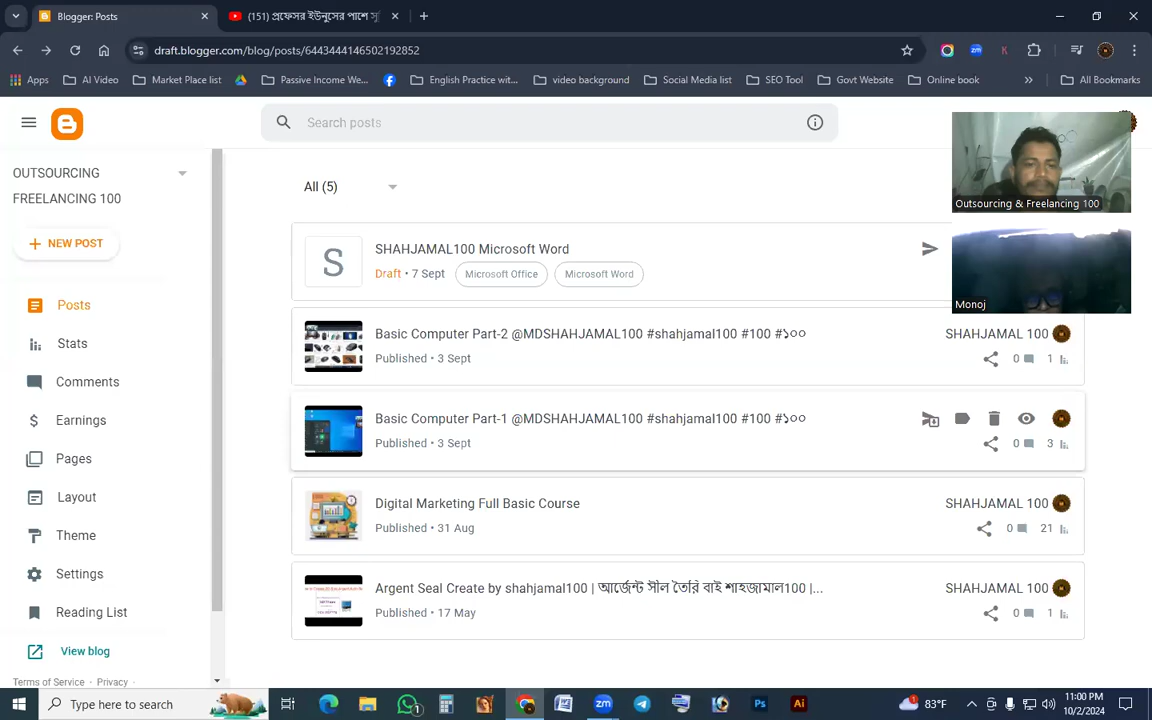 Blogger: Posts
(151) প্রফেসর ইউনুসের পাশে সু
draft.blogger.com/blog/posts/6443444146502192852
Apps
AI Video
Market Place list
Passive Income We...
English Practice wit...
video background
Social Media list
SEO Tool
Govt Website
Online book
All Bookmarks
Search posts
OUTSOURCING
FREELANCING 100
NEW POST
Posts
Stats
Comments
Earnings
Pages
Layout
Theme
Settings
Reading List
View blog
Terms of Service · Privacy ·
All (5)
S
SHAHJAMAL100 Microsoft Word
Draft • 7 Sept Microsoft Office Microsoft Word
Basic Computer Part-2 @MDSHAHJAMAL100 #shahjamal100 #100 #১০০ SHAHJAMAL 100
Published • 3 Sept 0 1
Basic Computer Part-1 @MDSHAHJAMAL100 #shahjamal100 #100 #১০০
Published • 3 Sept 0 3
Digital Marketing Full Basic Course SHAHJAMAL 100
Published • 31 Aug 0 21
Argent Seal Create by shahjamal100 | আর্জেন্ট সীল তৈরি বাই শাহজামাল100 |... SHAHJAMAL 100
Published • 17 May 0 1
Outsourcing & Freelancing 100
Monoj
Type here to search
1
zm
Ps
Ai
83°F
11:00 PM
10/2/2024